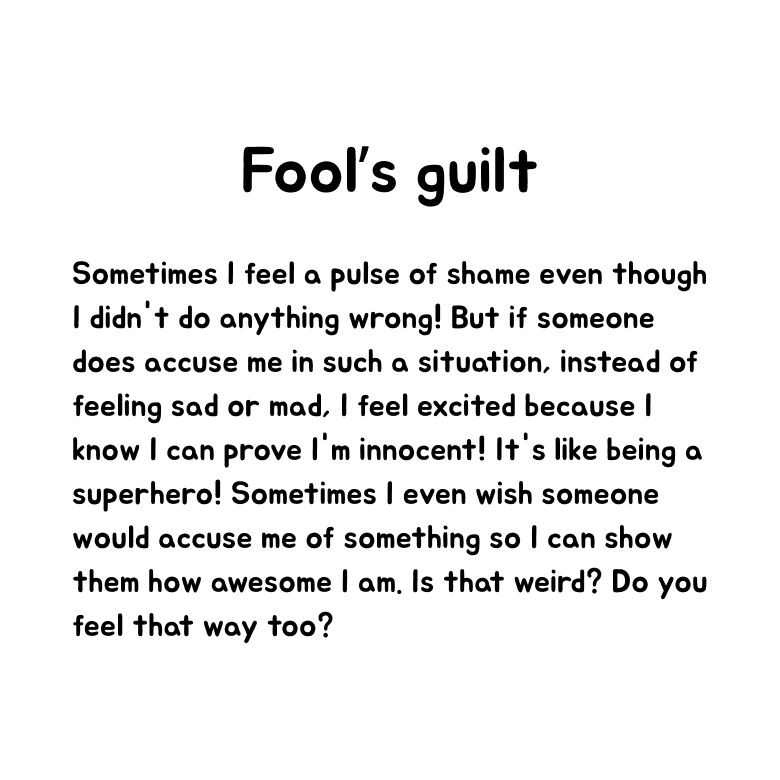 Fool's guilt
Sometimes I feel a pulse of shame even though
I didn't do anything wrong! But if someone
does accuse me in such a situation, instead of
feeling sad or mad, I feel excited because I
know I can prove I'm innocent! It's like being a
superhero! Sometimes I even wish someone
would accuse me of something so I can show
them how awesome I am. Is that weird? Do you
feel that way too?